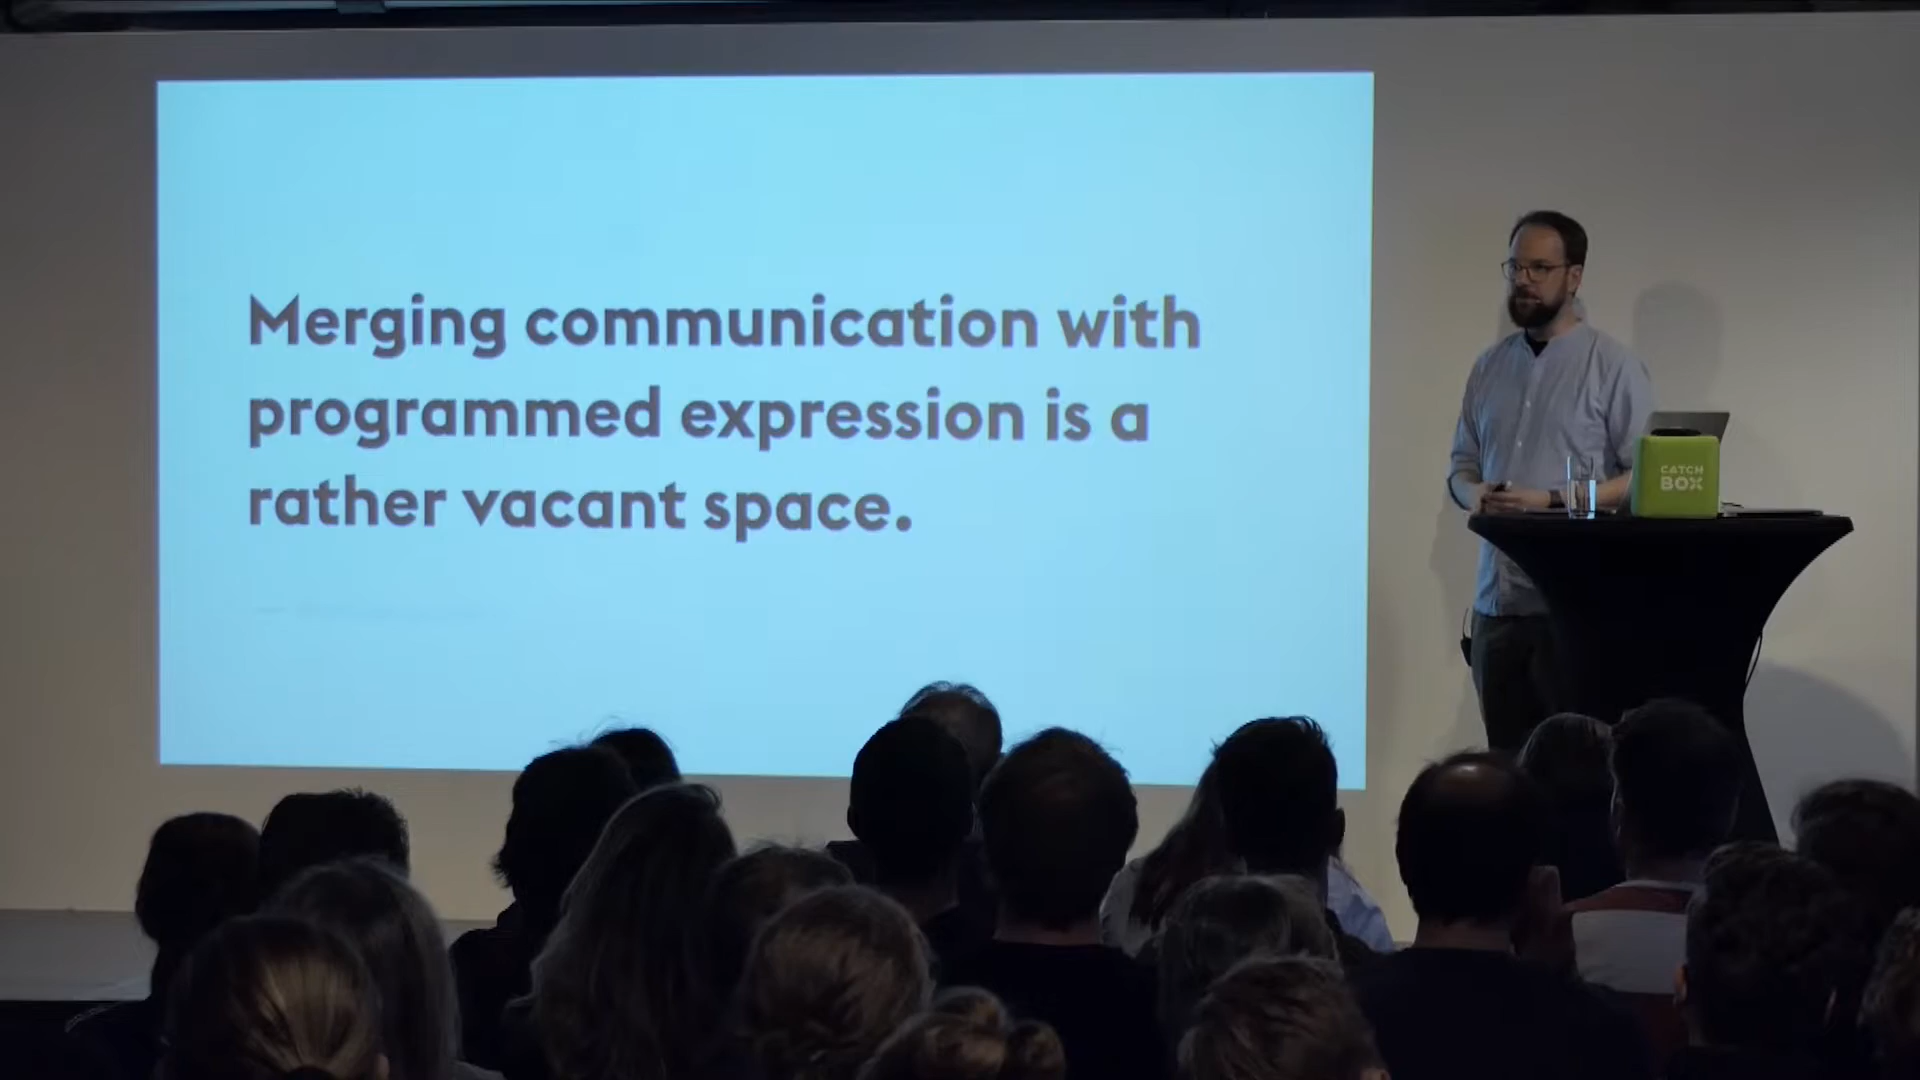 Merging communication with
programmed expression is a
rather vacant space.
CATCH
BOX